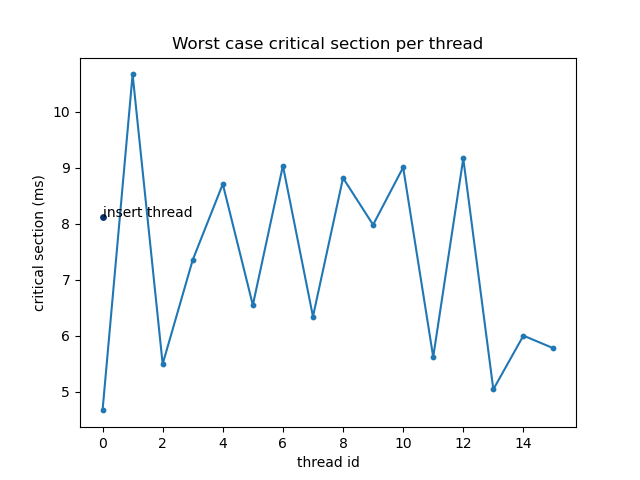 Worst case critical section per thread
10
9
insert thread
8
7
6
5
critical section (ms)
0 2 4 6 8 10 12 14
thread id